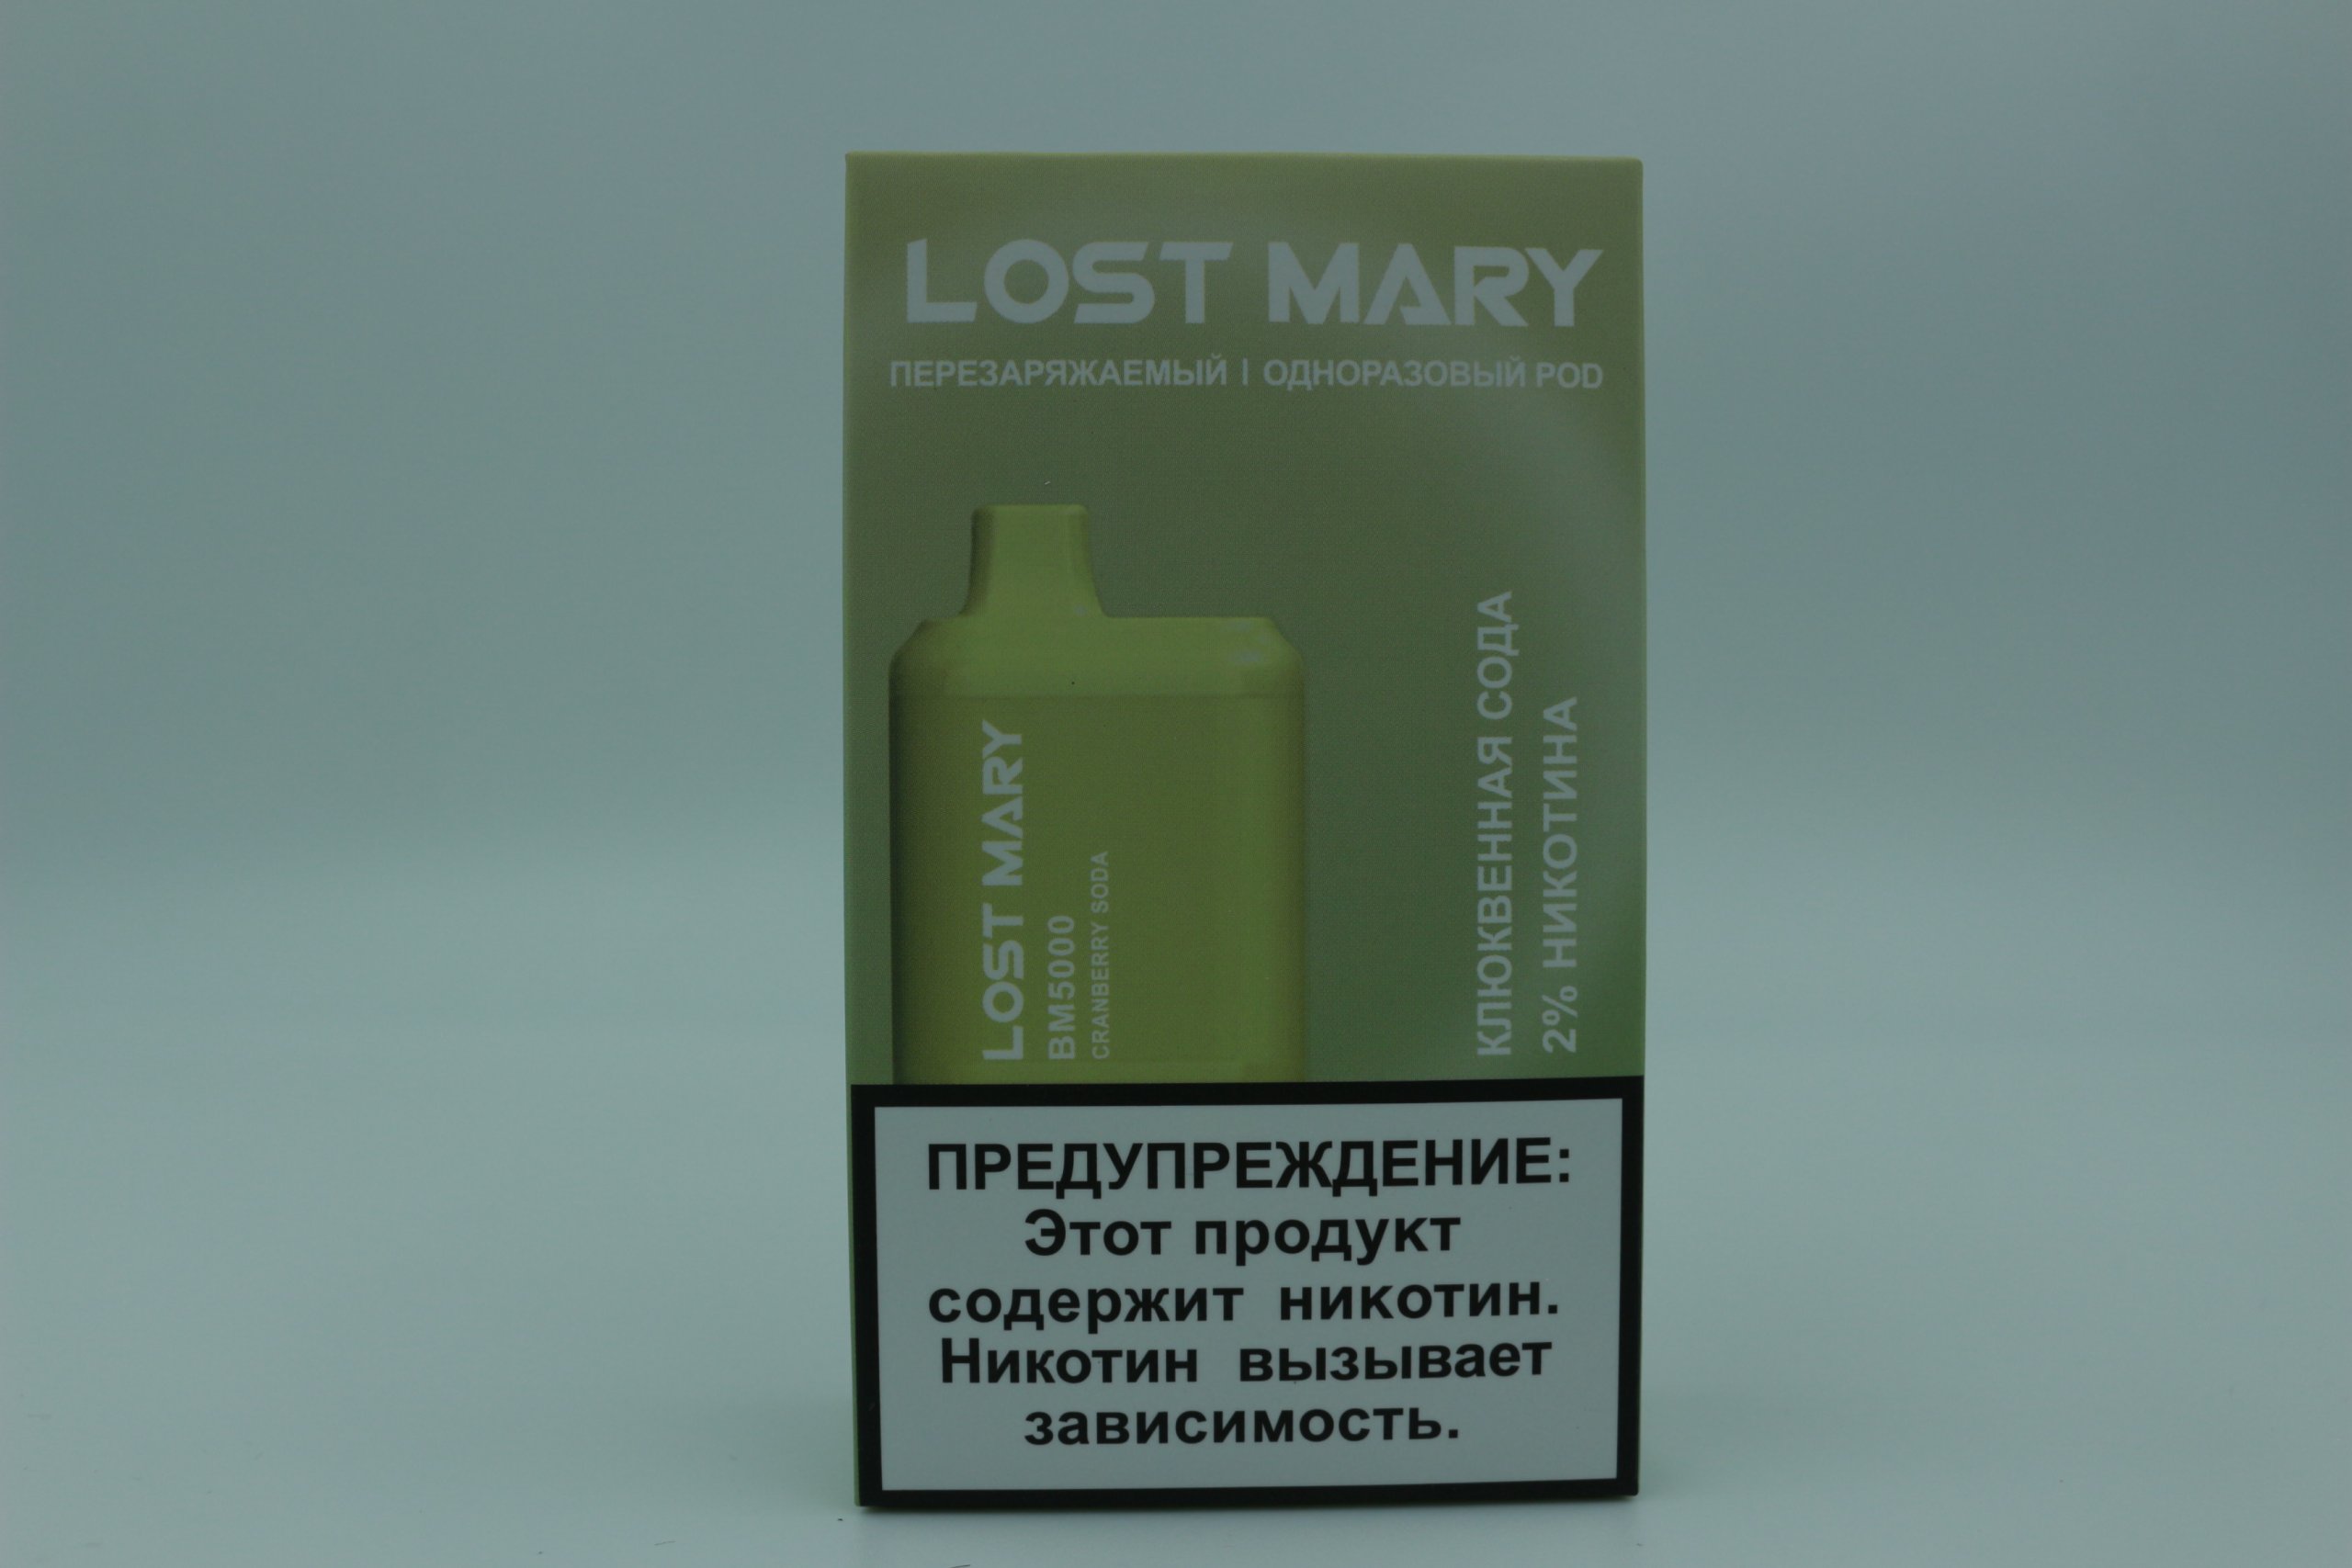 LOST MARY
ПЕРЕЗАРЯЖАЕМЫЙ | ОДНОРАЗОВЫЙ POD
LOST MARY
BM5000
CRANBERRY SODA
КЛЮКВЕННАЯ СОДА
2% НИКОТИНА
ПРЕДУПРЕЖДЕНИЕ:
Этот продукт
содержит никотин.
Никотин вызывает
зависимость.